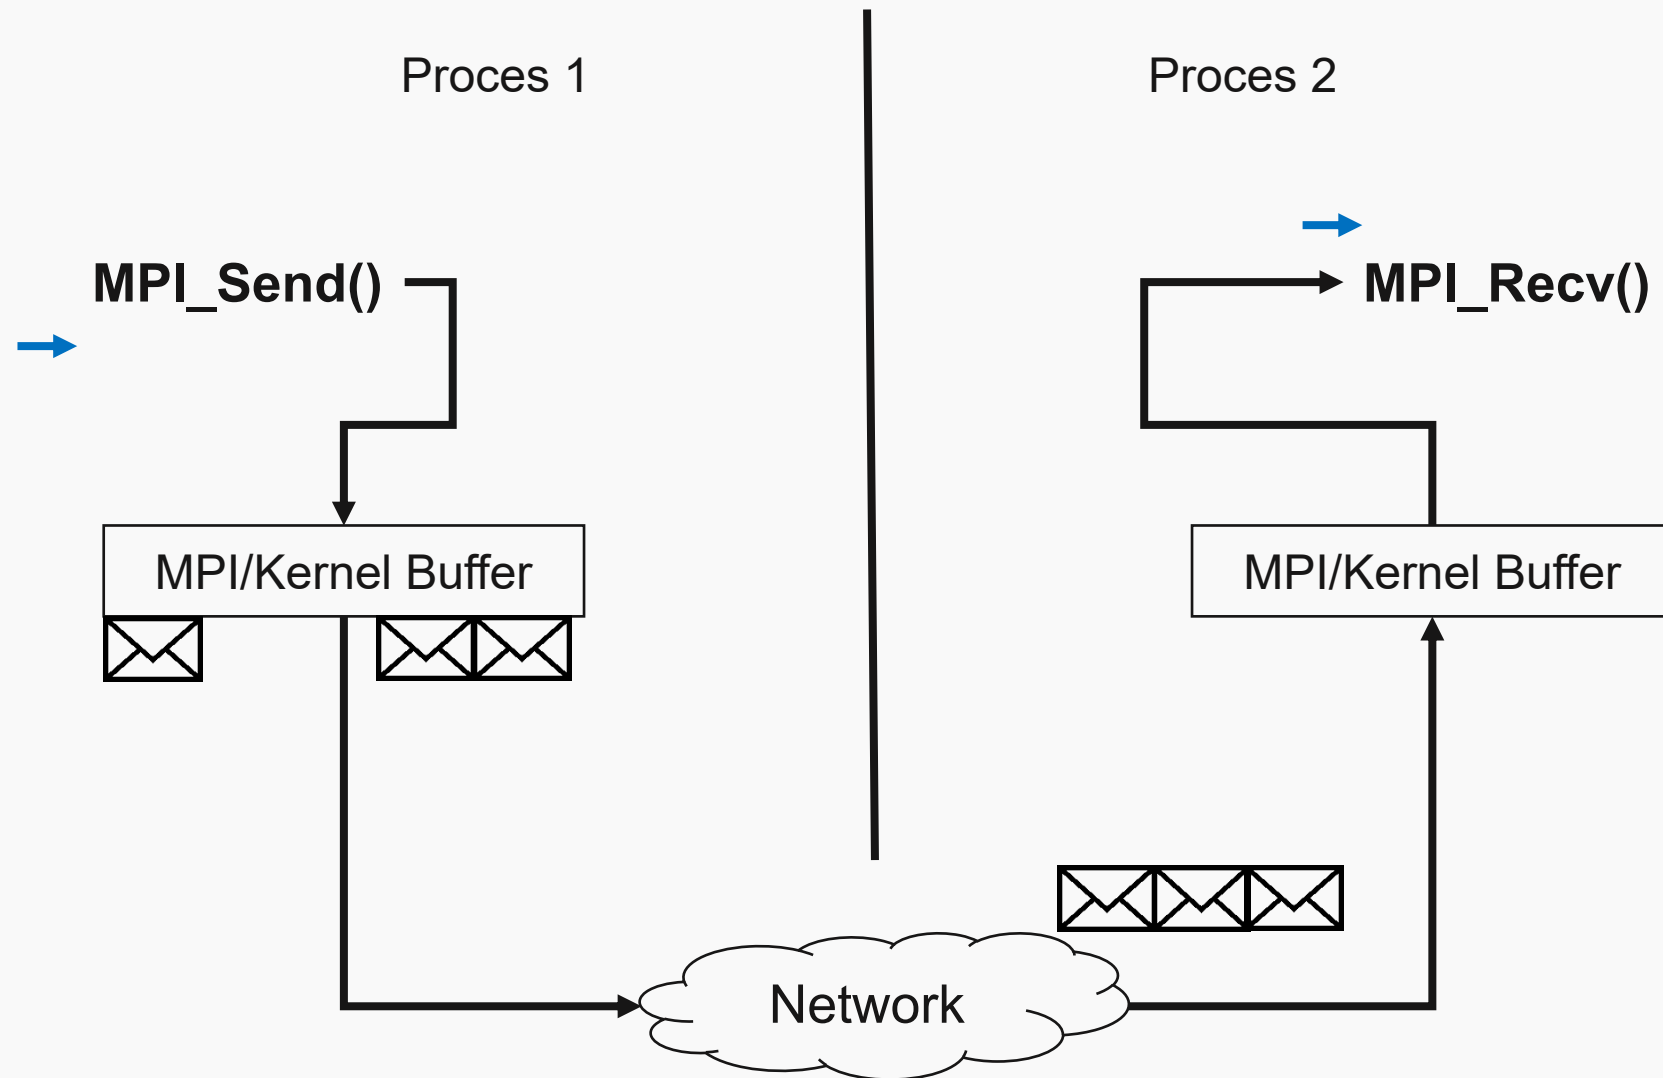 Proces 1
Proces 2
MPI_Send()
MPI_Recv()
MPI/Kernel Buffer
MPI/Kernel Buffer
Network